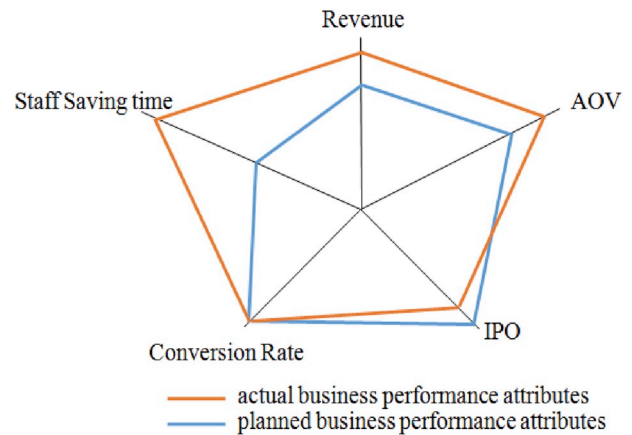 Revenue
Staff Saving time
AOV
IPO
Conversion Rate
actual business performance attributes
planned business performance attributes